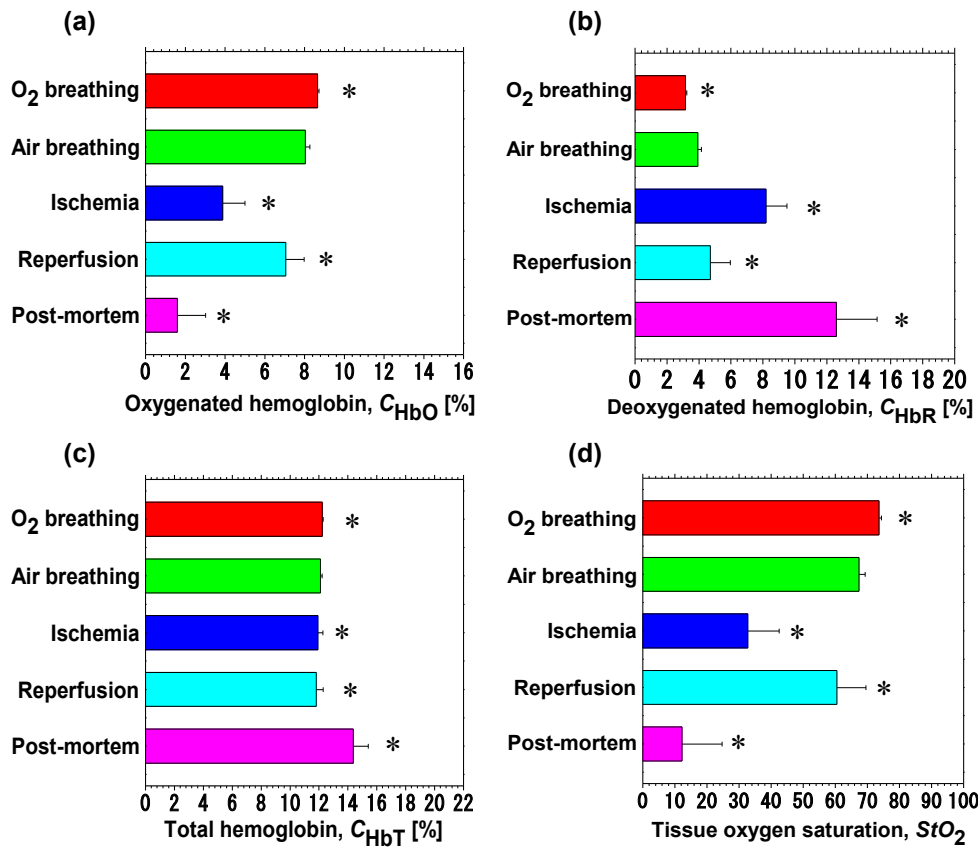 (a)
O2 breathing *
Air breathing
Ischemia *
Reperfusion *
Post-mortem *
0 2 4 6 8 10 12 14 16
Oxygenated hemoglobin, CHbO [%]
(b)
O2 breathing *
Air breathing
Ischemia *
Reperfusion *
Post-mortem *
0 2 4 6 8 10 12 14 16 18 20
Deoxygenated hemoglobin, CHbR [%]
(c)
O2 breathing *
Air breathing
Ischemia *
Reperfusion *
Post-mortem *
0 2 4 6 8 10 12 14 16 18 20 22
Total hemoglobin, CHbT [%]
(d)
O2 breathing *
Air breathing
Ischemia *
Reperfusion *
Post-mortem *
0 10 20 30 40 50 60 70 80 90 100
Tissue oxygen saturation, StO2